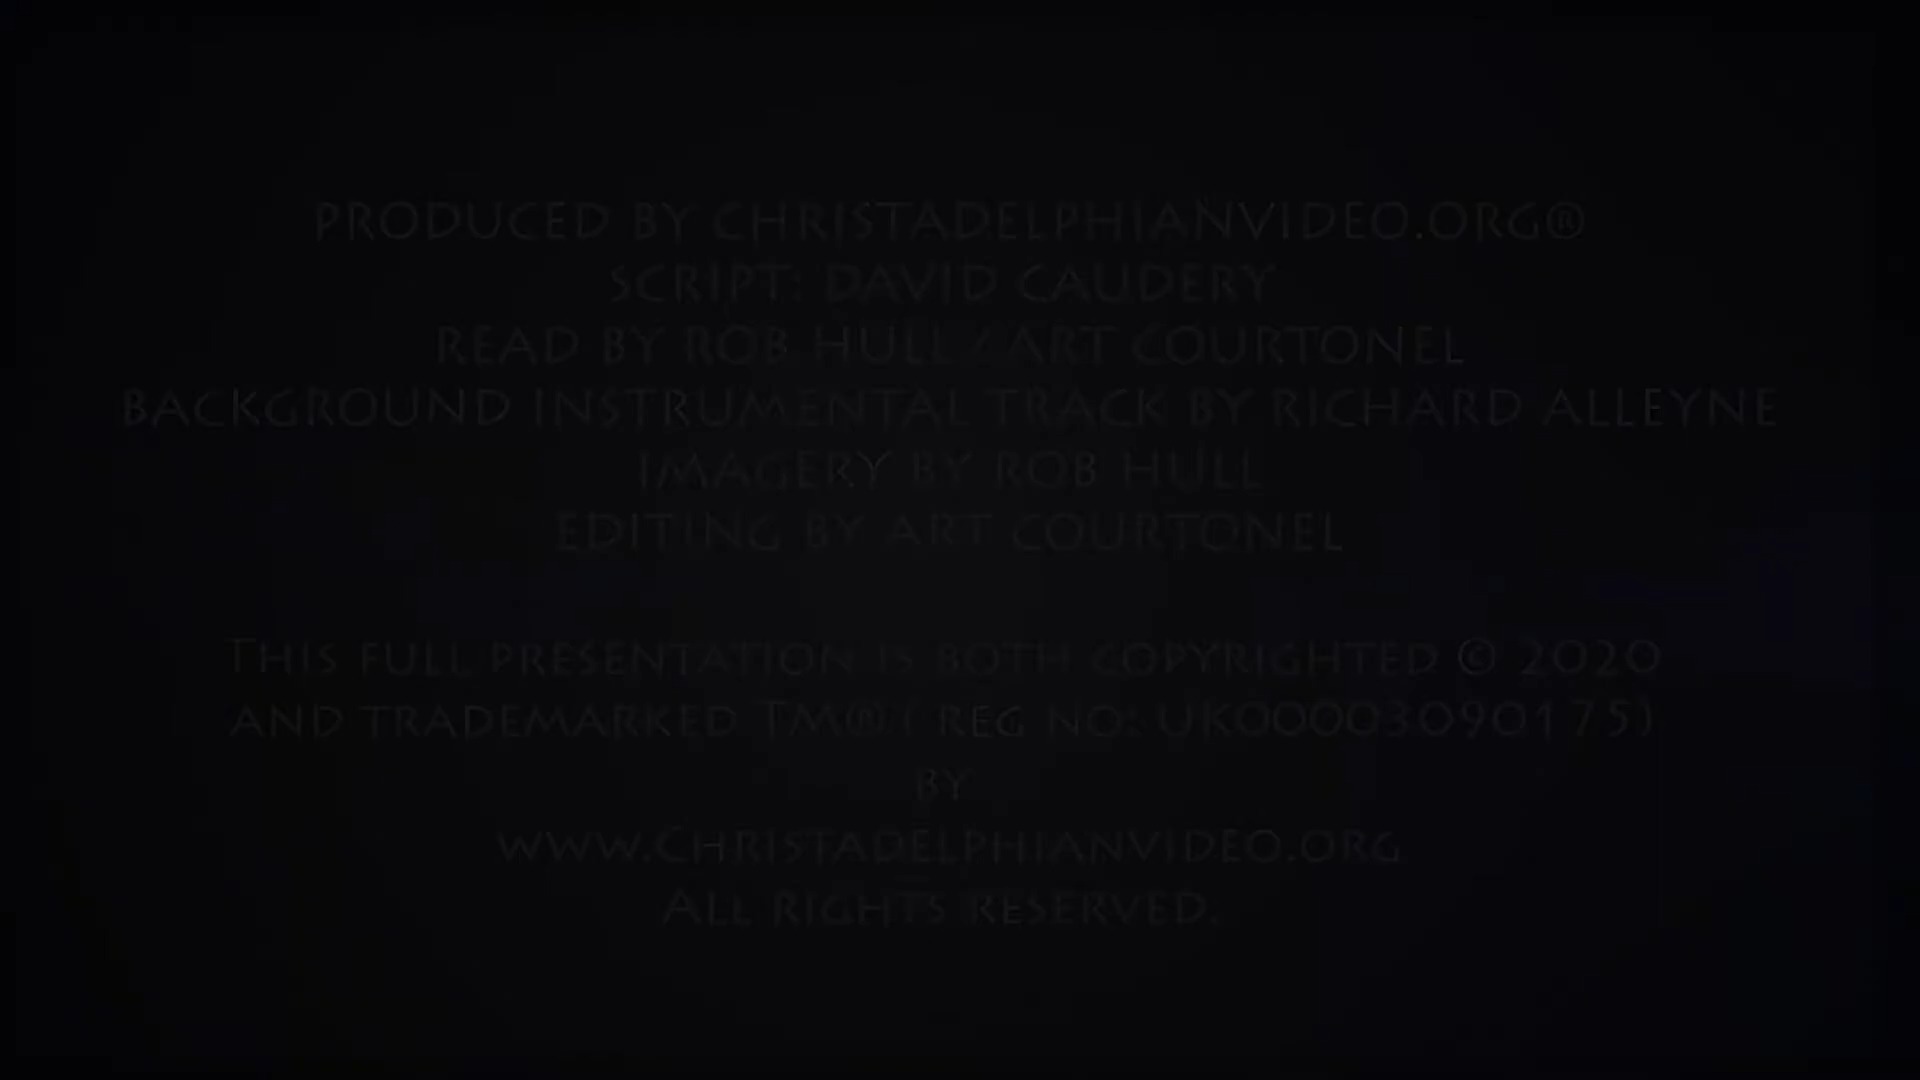 PRODUCED BY CHRISTADELPHIANVIDEO.ORG®
SCRIPT: DAVID CAUDERY
READ BY ROB HULL / ART COURTONEL
BACKGROUND INSTRUMENTAL TRACK BY RICHARD ALLEYNE
IMAGERY BY ROB HULL
EDITING BY ART COURTONEL
THIS FULL PRESENTATION IS BOTH COPYRIGHTED © 2020
AND TRADEMARKED TM® ( REG NO: UK00003090175)
BY
WWW.CHRISTADELPHIANVIDEO.ORG
ALL RIGHTS RESERVED.